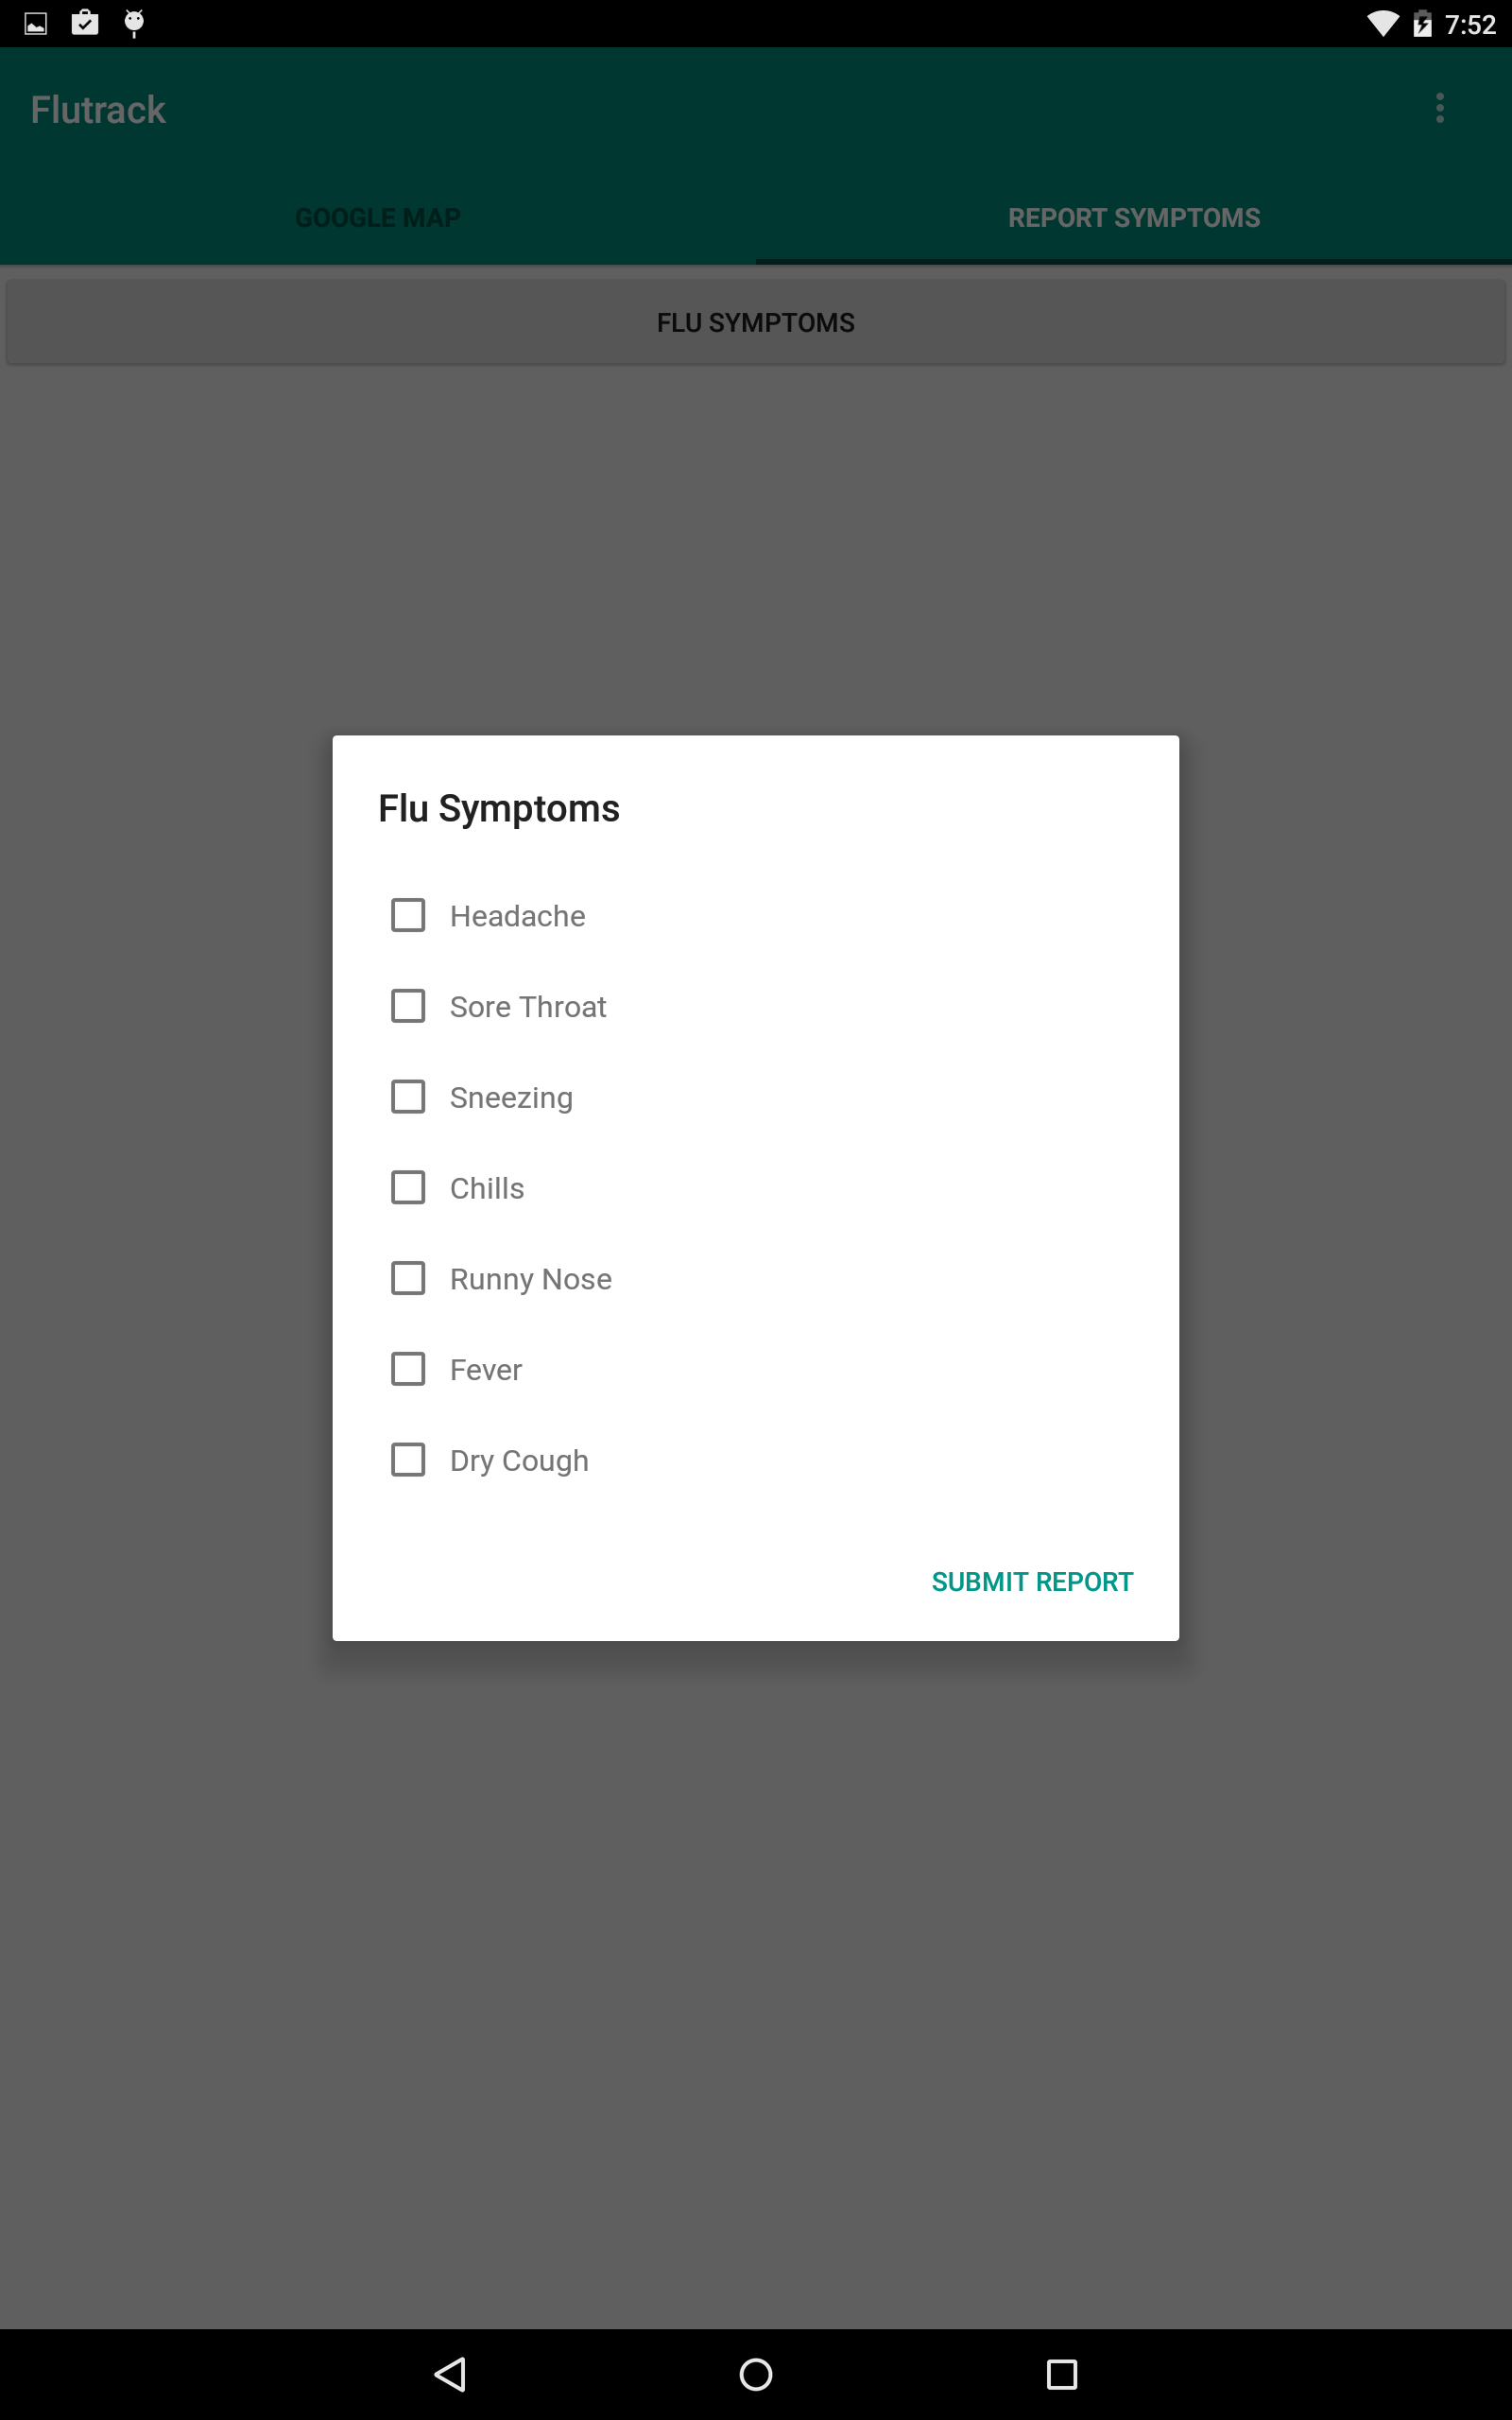 7:52
Flutrack
GOOGLE MAP
REPORT SYMPTOMS
FLU SYMPTOMS
Flu Symptoms
Headache
Sore Throat
Sneezing
Chills
Runny Nose
Fever
Dry Cough
SUBMIT REPORT